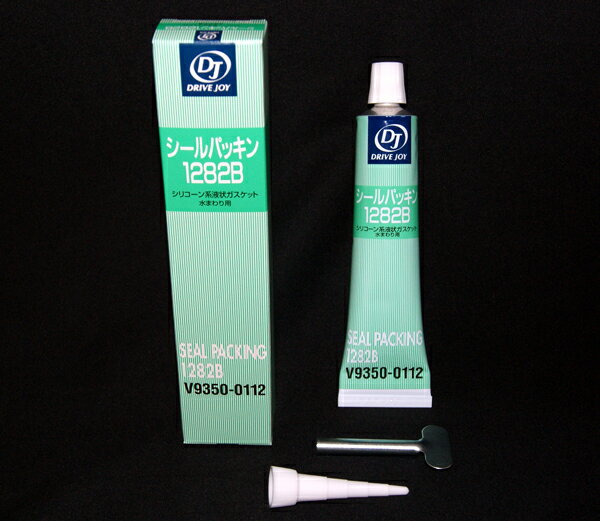 DJ
DRIVE JOY
シールパッキン
1282B
シリコーン系液状ガスケット
水まわり用
SEAL PACKING
1282B
V9350-0112
DJ
DRIVE JOY
シールパッキン
1282B
シリコーン系液状ガスケット
水まわり用
SEAL PACKING
1282B
V9350-0112